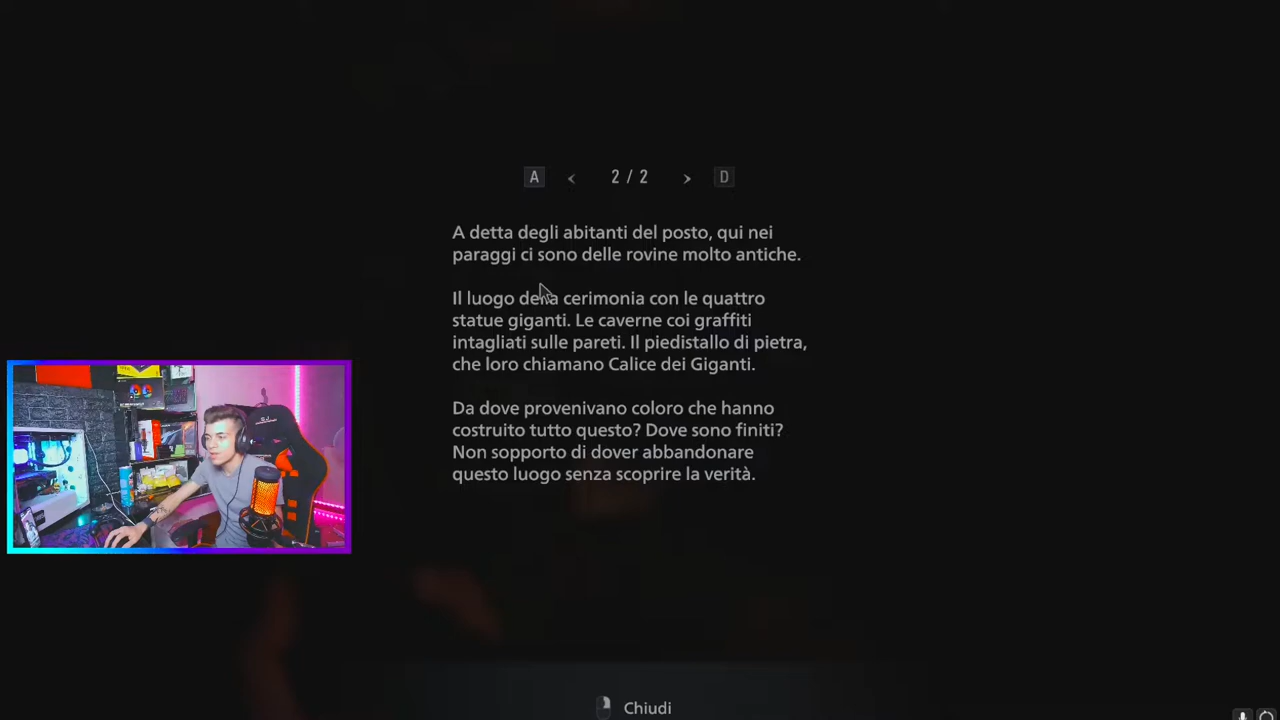 A < 2 / 2 > D
A detta degli abitanti del posto, qui nei
paraggi ci sono delle rovine molto antiche.
Il luogo della cerimonia con le quattro
statue giganti. Le caverne coi graffiti
intagliati sulle pareti. Il piedistallo di pietra,
che loro chiamano Calice dei Giganti.
Da dove provenivano coloro che hanno
costruito tutto questo? Dove sono finiti?
Non sopporto di dover abbandonare
questo luogo senza scoprire la verità.
Chiudi